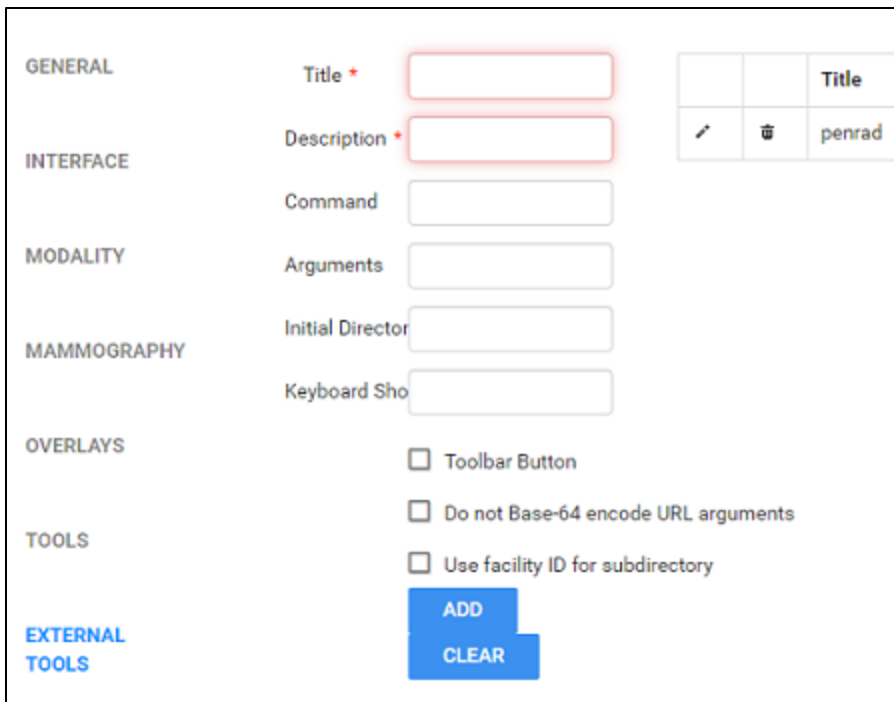 GENERAL
INTERFACE
MODALITY
MAMMOGRAPHY
OVERLAYS
TOOLS
EXTERNAL
TOOLS
Title *
Description *
Command
Arguments
Initial Director
Keyboard Sho
Toolbar Button
Do not Base-64 encode URL arguments
Use facility ID for subdirectory
ADD
CLEAR
Title
penrad